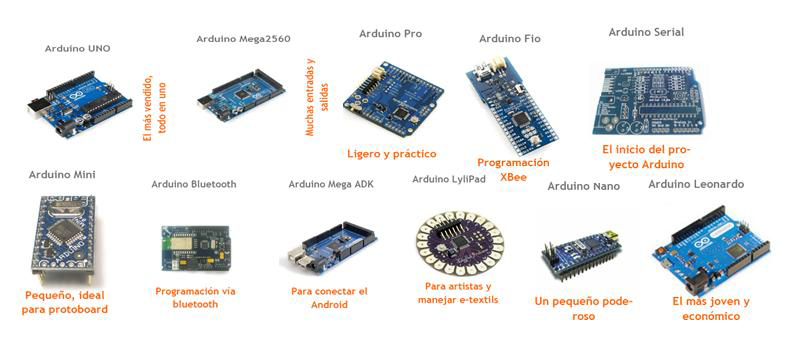 Arduino UNO
El más vendido,
todo en uno
Arduino Mega2560
Muchas entradas y
salidas
Arduino Pro
Ligero y práctico
Arduino Fio
Programación
XBee
Arduino Serial
El inicio del pro-
yecto Arduino
Arduino Mini
Pequeño, ideal
para protoboard
Arduino Bluetooth
Programación vía
bluetooth
Arduino Mega ADK
Para conectar el
Android
Arduino LyliPad
Para artistas y
manejar e-textils
Arduino Nano
Un pequeño pode-
roso
Arduino Leonardo
El más joven y
económico